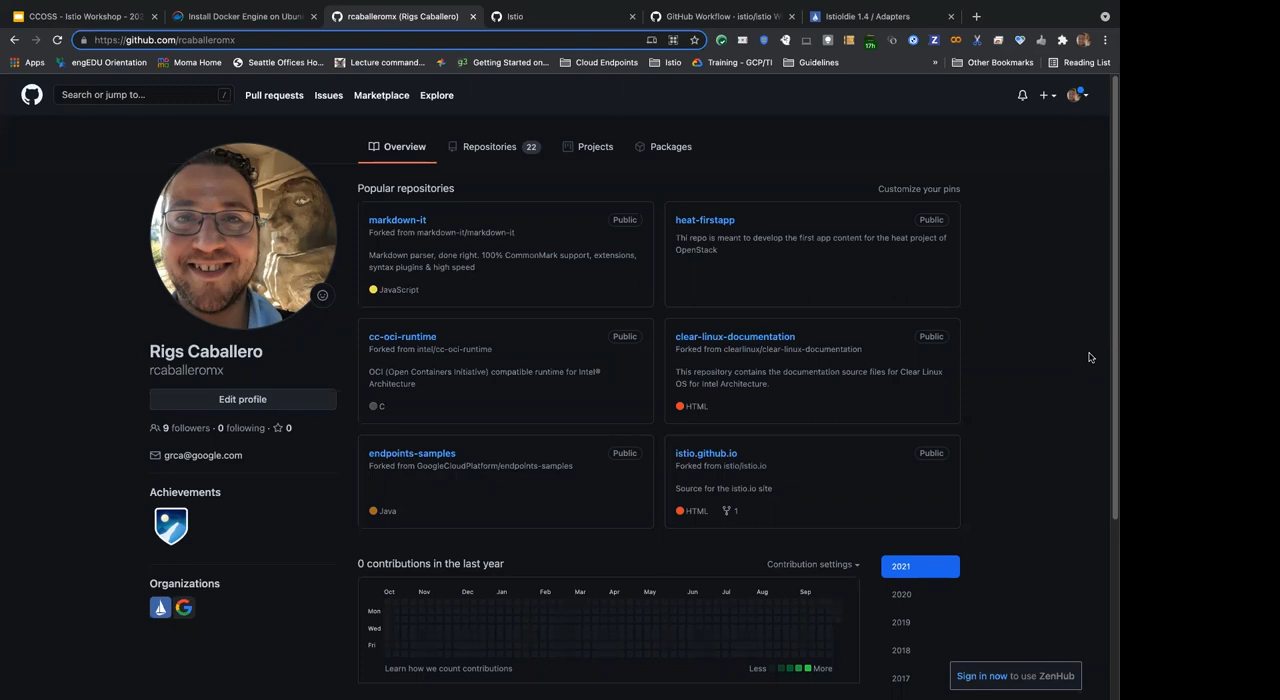 CCOSS - Istio Workshop - 202
Install Docker Engine on Ubun
rcaballeromx (Rigs Caballero)
Istio
GitHub Workflow - istio/istio W
IstioIdie 1.4 / Adapters
https://github.com/rcaballeromx
17h
Apps
engEDU Orientation
Moma Home
Seattle Offices Ho...
Lecture command...
g3 Getting Started on...
Cloud Endpoints
Istio
Training - GCP/TI
Guidelines
»
Other Bookmarks
Reading List
Search or jump to...
/
Pull requests
Issues
Marketplace
Explore
Overview
Repositories 22
Projects
Packages
Popular repositories
Customize your pins
markdown-it
Public
Forked from markdown-it/markdown-it
Markdown parser, done right. 100% CommonMark support, extensions,
syntax plugins & high speed
JavaScript
heat-firstapp
Public
Thi repo is meant to develop the first app content for the heat project of
OpenStack
cc-oci-runtime
Public
Forked from intel/cc-oci-runtime
OCI (Open Containers Initiative) compatible runtime for Intel®
Architecture
C
clear-linux-documentation
Public
Forked from clearlinux/clear-linux-documentation
This repository contains the documentation source files for Clear Linux
OS for Intel Architecture.
HTML
endpoints-samples
Public
Forked from GoogleCloudPlatform/endpoints-samples
Java
istio.github.io
Public
Forked from istio/istio.io
Source for the istio.io site
HTML 1
Rigs Caballero
rcaballeromx
Edit profile
9 followers · 0 following · 0
grca@google.com
Achievements
Organizations
0 contributions in the last year
Contribution settings
Oct Nov Dec Jan Feb Mar Apr May Jun Jul Aug Sep
Mon
Wed
Fri
Learn how we count contributions
Less More
2021
2020
2019
2018
2017
Sign in now to use ZenHub